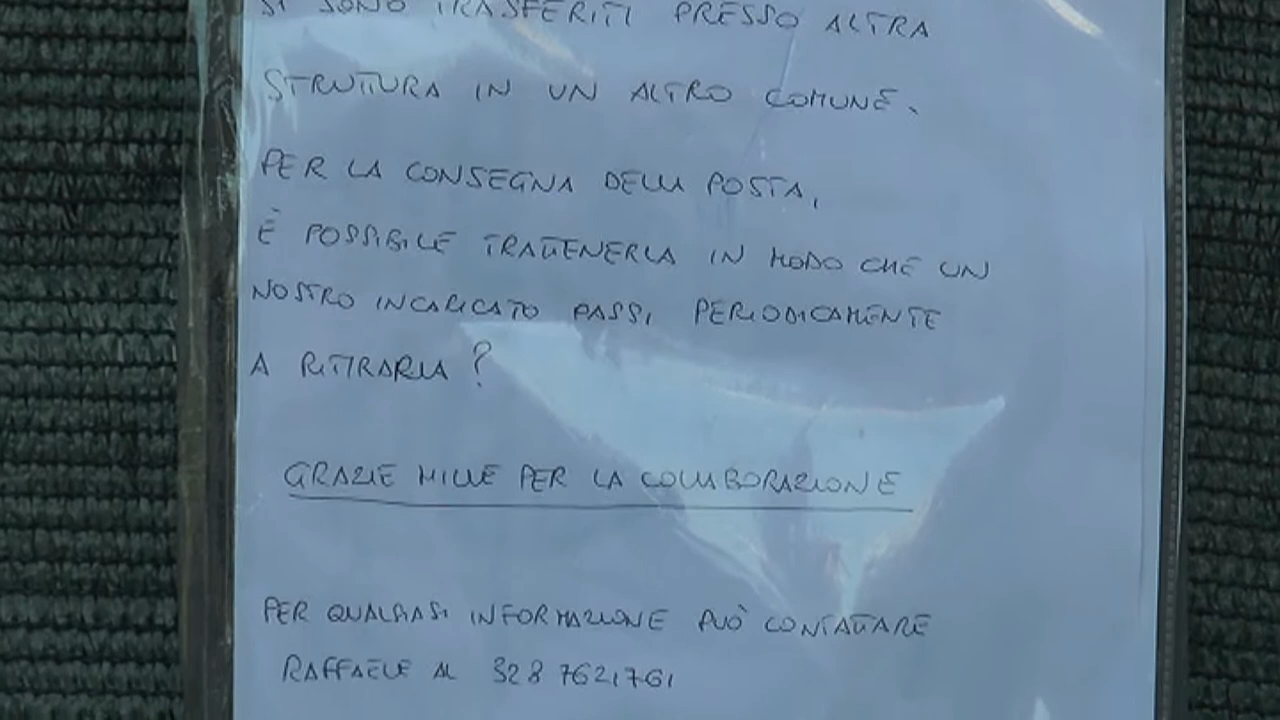 SI SONO TRASFERITI PRESSO ALTRA
STRUTTURA IN UN ALTRO COMUNE.
PER LA CONSEGNA DELLA POSTA,
È POSSIBILE TRATTENERLA IN MODO CHE UN
NOSTRO INCARICATO PASSI PERIODICAMENTE
A RITIRARLA ?
GRAZIE MILLE PER LA COLLABORAZIONE
PER QUALSIASI INFORMAZIONE PUÒ CONTATTARE
RAFFAELE AL 328 7621761